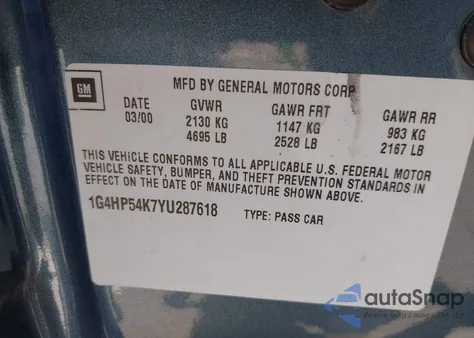 GM
MFD BY GENERAL MOTORS CORP
DATE GVWR GAWR FRT GAWR RR
03/00 2130 KG 1147 KG 983 KG
4695 LB 2528 LB 2167 LB
THIS VEHICLE CONFORMS TO ALL APPLICABLE U.S. FEDERAL MOTOR
VEHICLE SAFETY, BUMPER, AND THEFT PREVENTION STANDARDS IN
EFFECT ON THE DATE OF MANUFACTURE SHOWN ABOVE.
1G4HP54K7YU287618 TYPE: PASS CAR
autoSnap